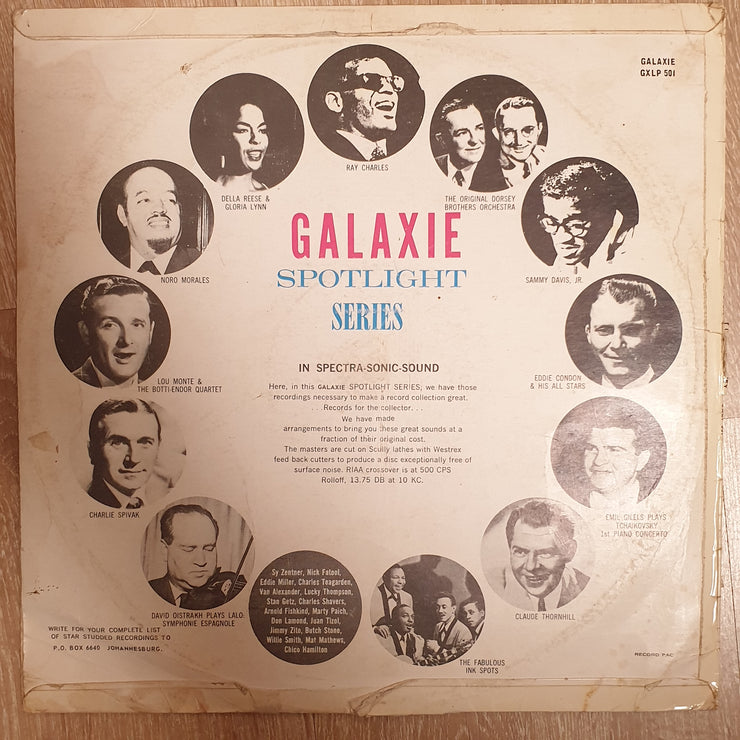 GALAXIE
GXLP 501
RAY CHARLES
DELLA REESE &
GLORIA LYNN
THE ORIGINAL DORSEY
BROTHERS ORCHESTRA
NORO MORALES
SAMMY DAVIS, JR.
GALAXIE
SPOTLIGHT
SERIES
LOU MONTE &
THE BOTTI-ENDOR QUARTET
EDDIE CONDON
& HIS ALL STARS
IN SPECTRA-SONIC-SOUND
Here, in this GALAXIE SPOTLIGHT SERIES; we have those
recordings necessary to make a record collection great.
. . .Records for the collector. . .
We have made
arrangements to bring you these great sounds at a
fraction of their original cost.
The masters are cut on Scully lathes with Westrex
feed back cutters to produce a disc exceptionally free of
surface noise. RIAA crossover is at 500 CPS
Rolloff, 13.75 DB at 10 KC.
CHARLIE SPIVAK
EMIL GILELS PLAYS
TCHAIKOVSKY
1st PIANO CONCERTO
DAVID OISTRAKH PLAYS LALO
SYMPHONIE ESPAGNOLE
Sy Zentner, Nick Fatool,
Eddie Miller, Charles Teagarden,
Van Alexander, Lucky Thompson,
Stan Getz, Charles Shavers,
Arnold Fishkind, Marty Paich,
Don Lamond, Juan Tizol,
Jimmy Zito, Butch Stone,
Willie Smith, Mat Mathews,
Chico Hamilton
THE FABULOUS
INK SPOTS
CLAUDE THORNHILL
WRITE FOR YOUR COMPLETE LIST
OF STAR STUDDED RECORDINGS TO
P.O. BOX 6640 JOHANNESBURG.
RECORD PAC